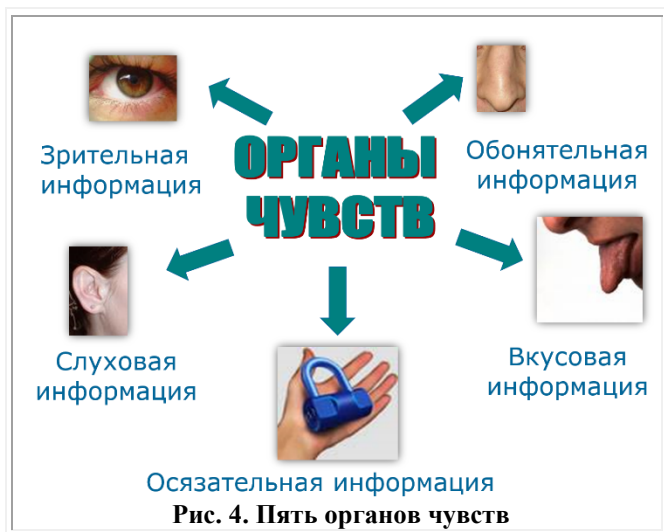 ОРГАНЫ
ЧУВСТВ
Зрительная
информация
Обонятельная
информация
Слуховая
информация
Вкусовая
информация
Осязательная информация
Рис. 4. Пять органов чувств